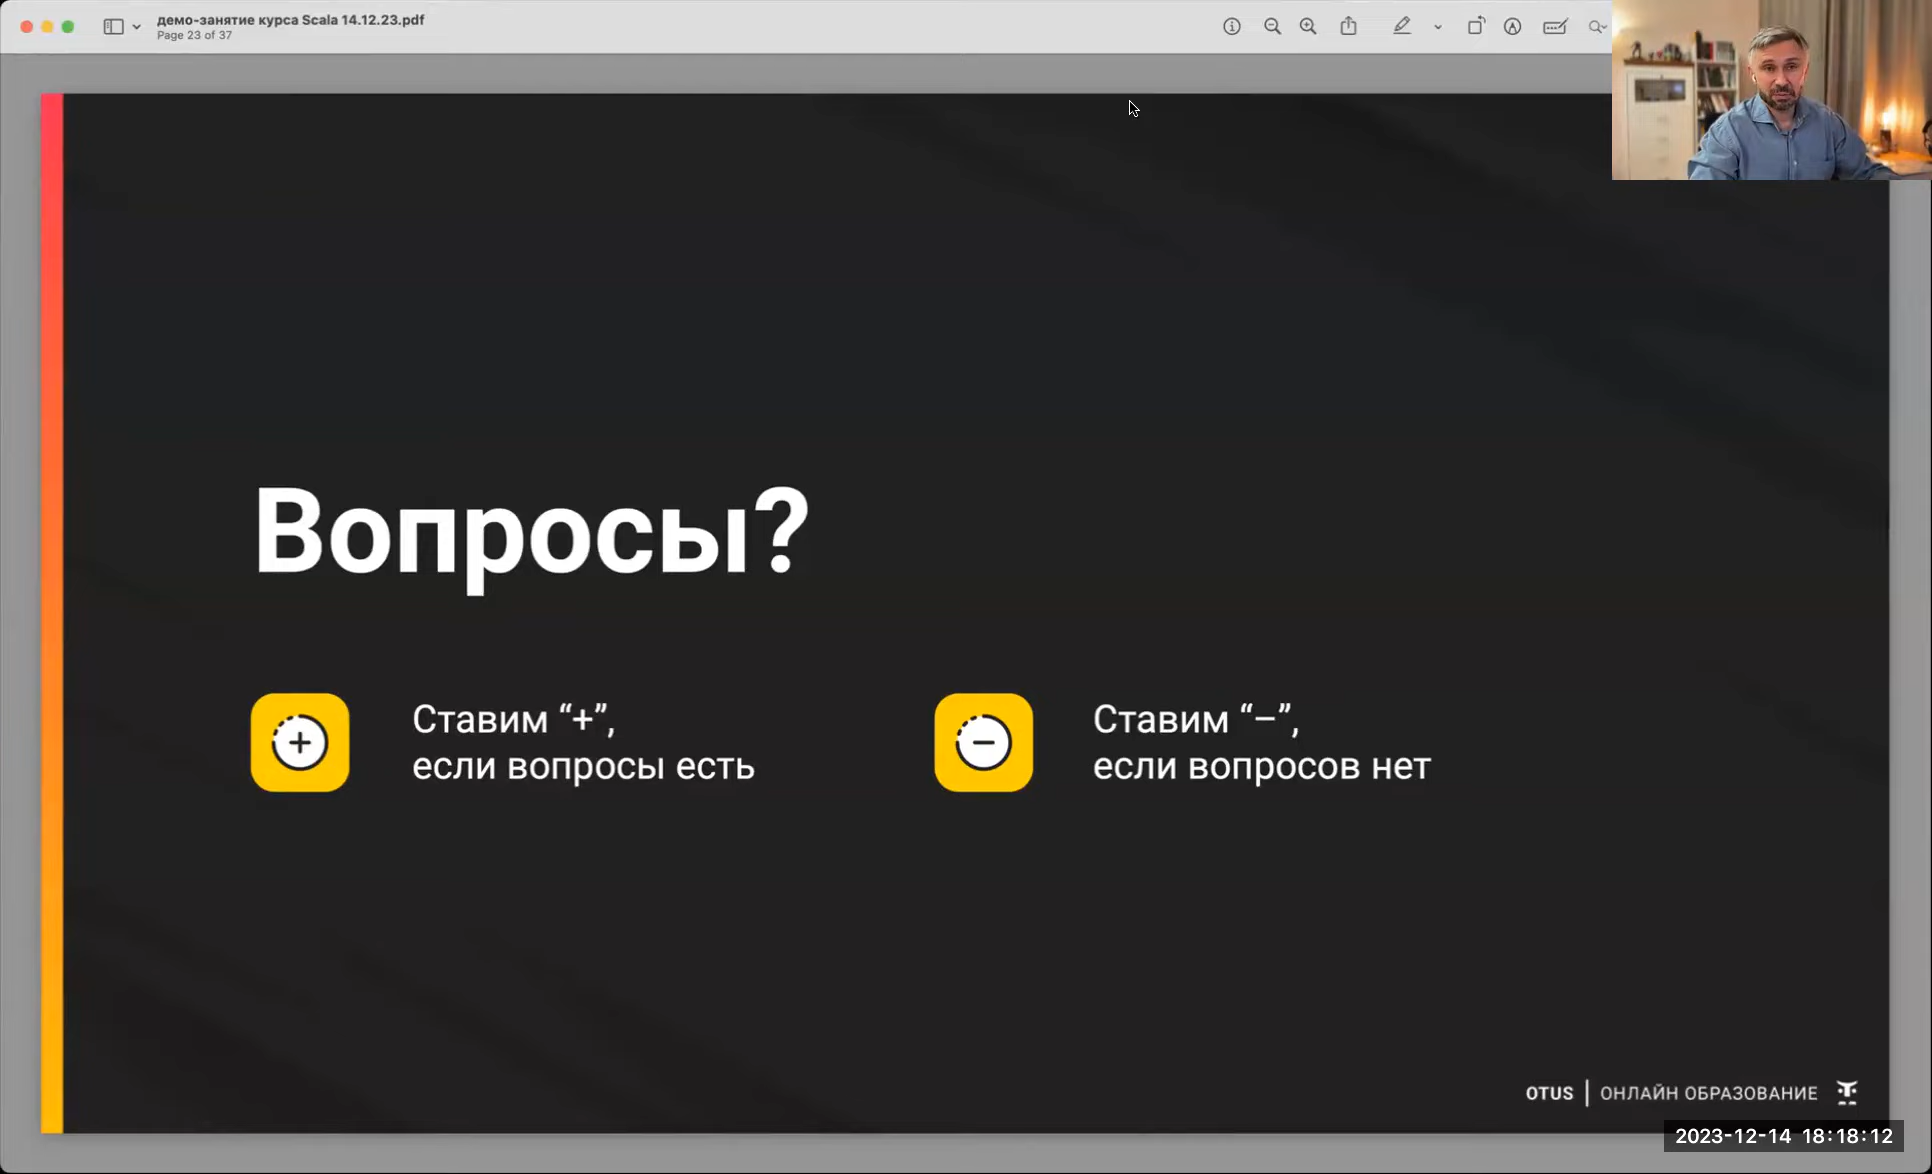 демо-занятие курса Scala 14.12.23.pdf
Page 23 of 37
Вопросы?
Ставим “+”,
если вопросы есть
Ставим “–”,
если вопросов нет
OTUS | ОНЛАЙН ОБРАЗОВАНИЕ
2023-12-14 18:18:12